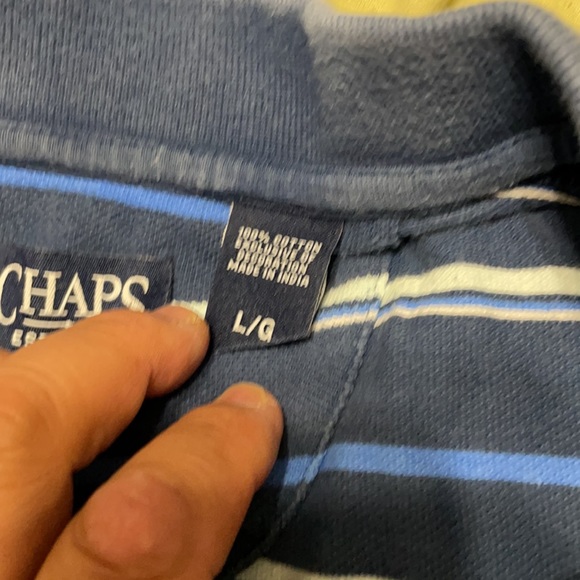 CHAPS
100% COTTON
EXCLUSIVE OF
DECORATION
MADE IN INDIA
L/G